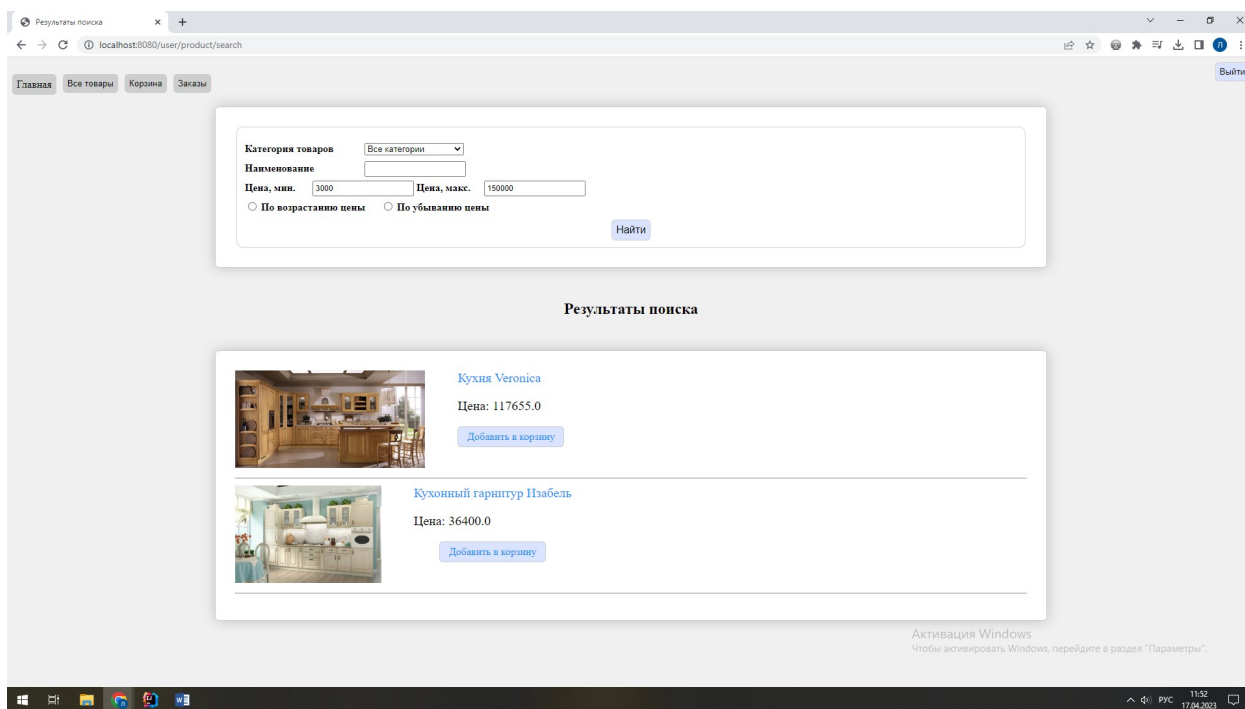 Результаты поиска
localhost:8080/user/product/search
Л
Выйти
Главная Все товары Корзина Заказы
Категория товаров Все категории
Наименование
Цена, мин. 3000 Цена, макс. 150000
По возрастанию цены По убыванию цены
Найти
Результаты поиска
Кухня Veronica
Цена: 117655.0
Добавить в корзину
Кухонный гарнитур Изабель
Цена: 36400.0
Добавить в корзину
Активация Windows
Чтобы активировать Windows, перейдите в раздел "Параметры".
РУС 11:52
17.04.2023